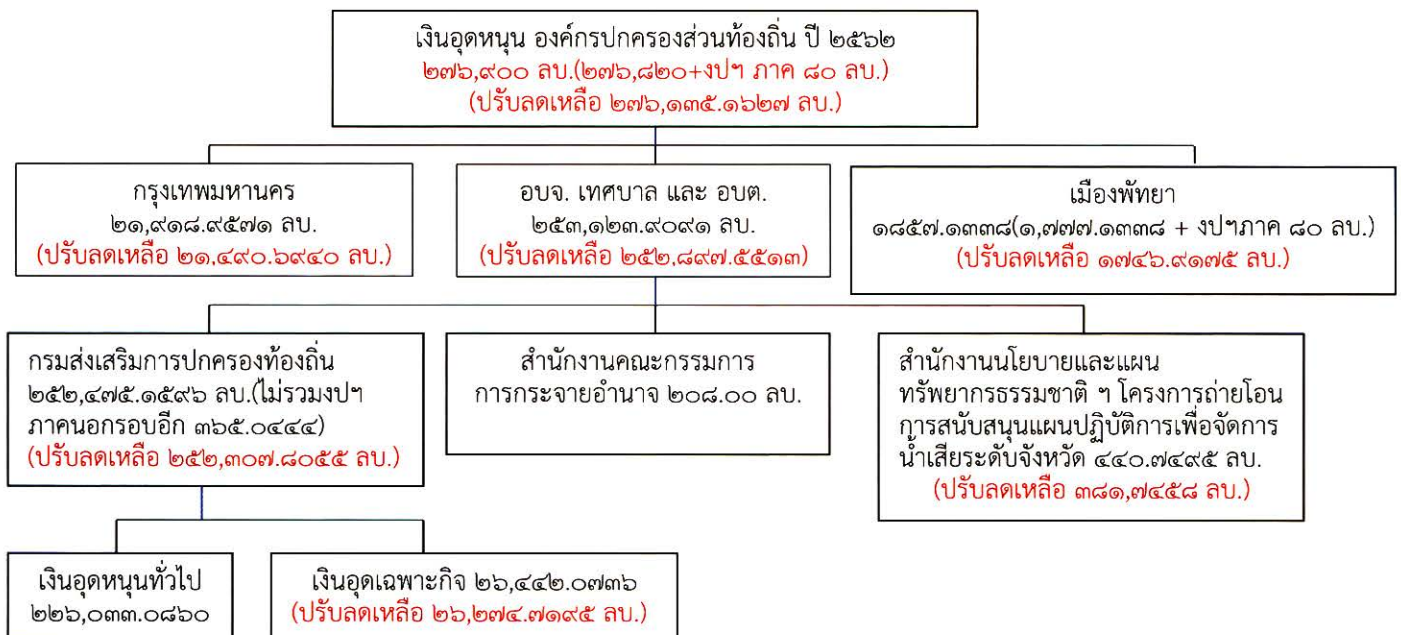 เงินอุดหนุน องค์กรปกครองส่วนท้องถิ่น ปี ๒๕๖๒
๒๗๖,๙๐๐ ลบ.(๒๗๖,๘๒๐+งปฯ ภาค ๘๐ ลบ.)
(ปรับลดเหลือ ๒๗๖,๑๓๕.๑๖๒๗ ลบ.)
กรุงเทพมหานคร
๒๑,๙๑๘.๙๕๗๑ ลบ.
(ปรับลดเหลือ ๒๑,๔๙๐.๖๙๔๐ ลบ.)
อบจ. เทศบาล และ อบต.
๒๕๓,๑๒๓.๙๐๙๑ ลบ.
(ปรับลดเหลือ ๒๕๒,๘๙๗.๕๕๑๓)
เมืองพัทยา
๑๘๕๗.๑๓๓๘(๑,๗๗๗.๑๓๓๘ + งปฯภาค ๘๐ ลบ.)
(ปรับลดเหลือ ๑๗๔๖.๙๑๗๕ ลบ.)
กรมส่งเสริมการปกครองท้องถิ่น
๒๕๒,๔๗๕.๑๕๙๖ ลบ.(ไม่รวมงปฯ
ภาคนอกรอบอีก ๓๖๕.๐๔๔๔)
(ปรับลดเหลือ ๒๕๒,๓๐๗.๘๐๕๕ ลบ.)
สำนักงานคณะกรรมการ
การกระจายอำนาจ ๒๐๘.๐๐ ลบ.
สำนักงานนโยบายและแผน
ทรัพยากรธรรมชาติ ฯ โครงการถ่ายโอน
การสนับสนุนแผนปฏิบัติการเพื่อจัดการ
น้ำเสียระดับจังหวัด ๔๔๐.๗๔๙๕ ลบ.
(ปรับลดเหลือ ๓๘๑,๗๔๕๘ ลบ.)
เงินอุดหนุนทั่วไป
๒๒๖,๐๓๓.๐๘๖๐
เงินอุดเฉพาะกิจ ๒๖,๔๔๒.๐๗๓๖
(ปรับลดเหลือ ๒๖,๒๗๔.๗๑๙๕ ลบ.)